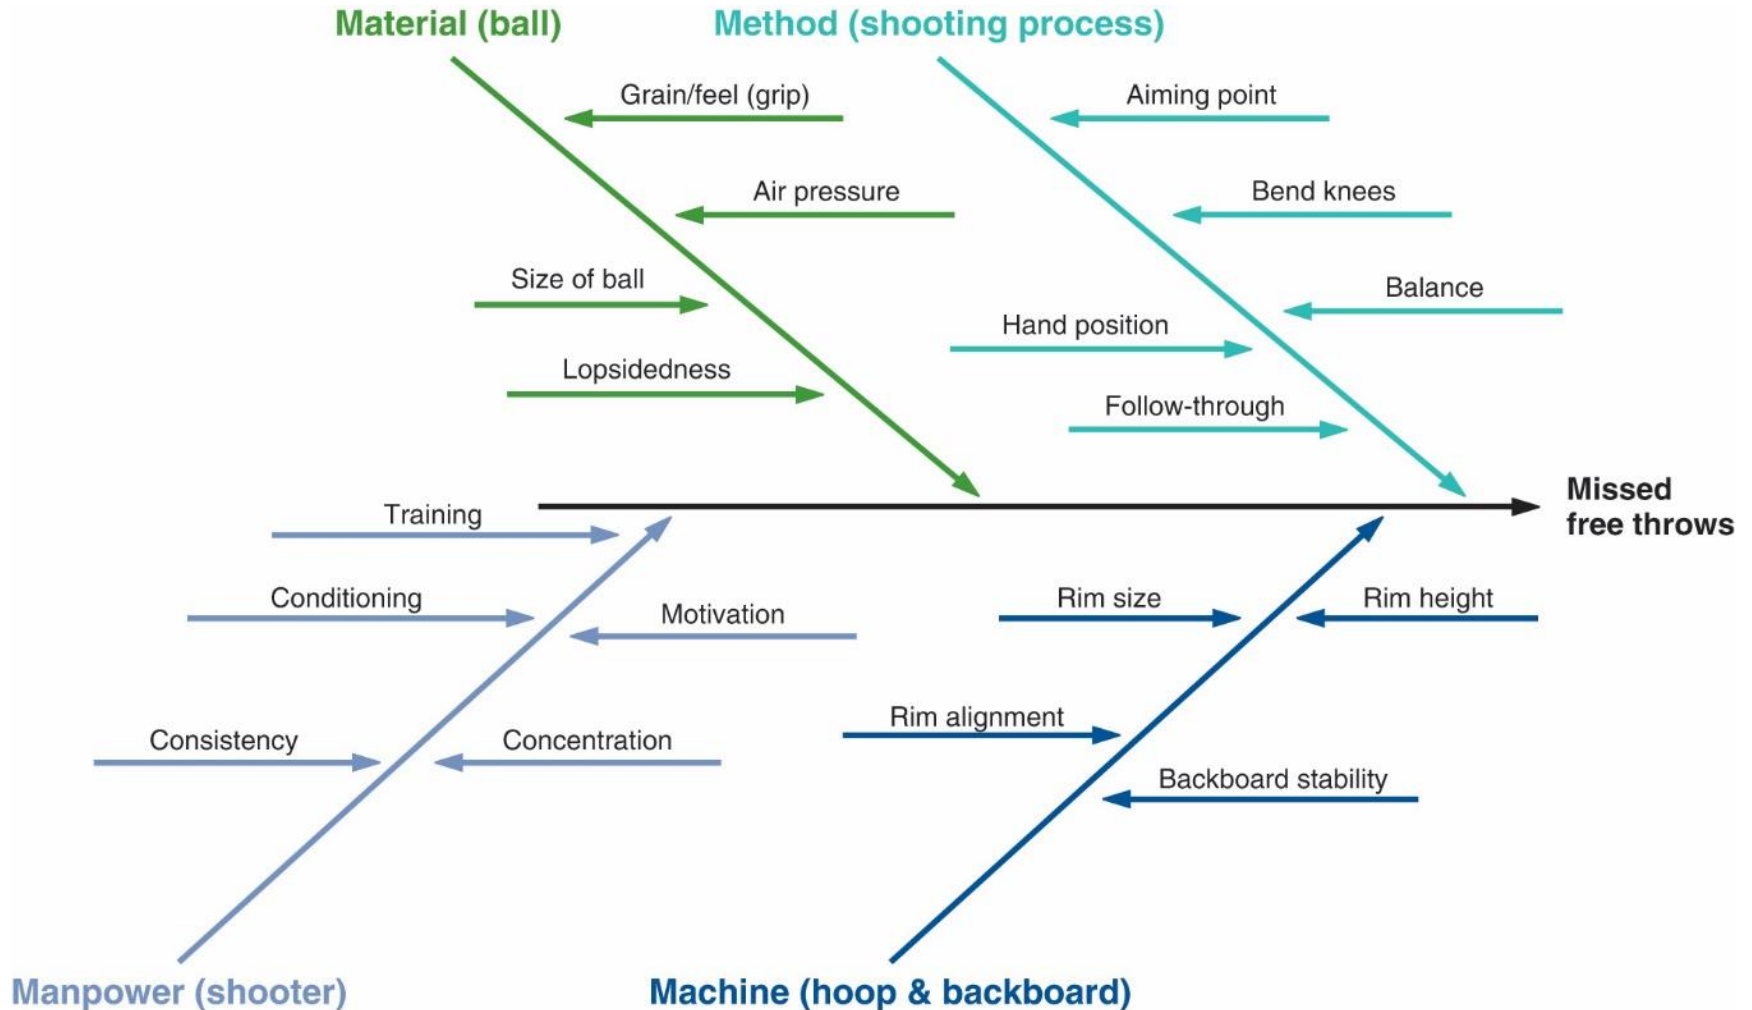 Material (ball)
Method (shooting process)
Grain/feel (grip)
Aiming point
Air pressure
Bend knees
Size of ball
Balance
Hand position
Lopsidedness
Follow-through
Missed
free throws
Training
Conditioning
Motivation
Rim size
Rim height
Consistency
Concentration
Rim alignment
Backboard stability
Manpower (shooter)
Machine (hoop & backboard)